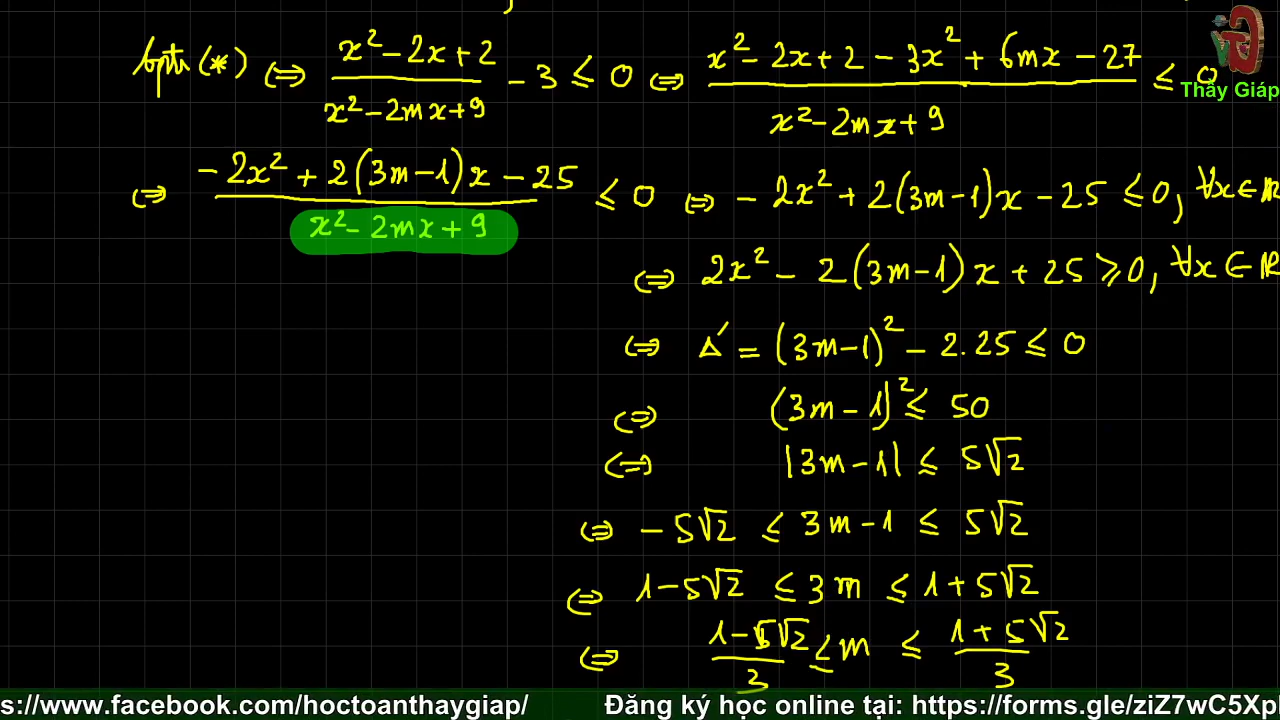 bptr (*) ⇔ (x² - 2x + 2)/(x² - 2mx + 9) - 3 ≤ 0 ⇔ (x² - 2x + 2 - 3x² + 6mx - 27)/(x² - 2mx + 9) ≤ 0
Thầy Giáp
⇔ (-2x² + 2(3m-1)x - 25)/(x² - 2mx + 9) ≤ 0 ⇔ -2x² + 2(3m-1)x - 25 ≤ 0, ∀x ∈ ℝ
⇔ 2x² - 2(3m-1)x + 25 ≥ 0, ∀x ∈ ℝ
⇔ Δ' = (3m-1)² - 2.25 ≤ 0
⇔ (3m-1)² ≤ 50
⇔ |3m-1| ≤ 5√2
⇔ -5√2 ≤ 3m-1 ≤ 5√2
⇔ 1-5√2 ≤ 3m ≤ 1+5√2
⇔ (1-5√2)/3 ≤ m ≤ (1+5√2)/3
s://www.facebook.com/hoctoanthaygiap/ Đăng ký học online tại: https://forms.gle/ziZ7wC5Xp